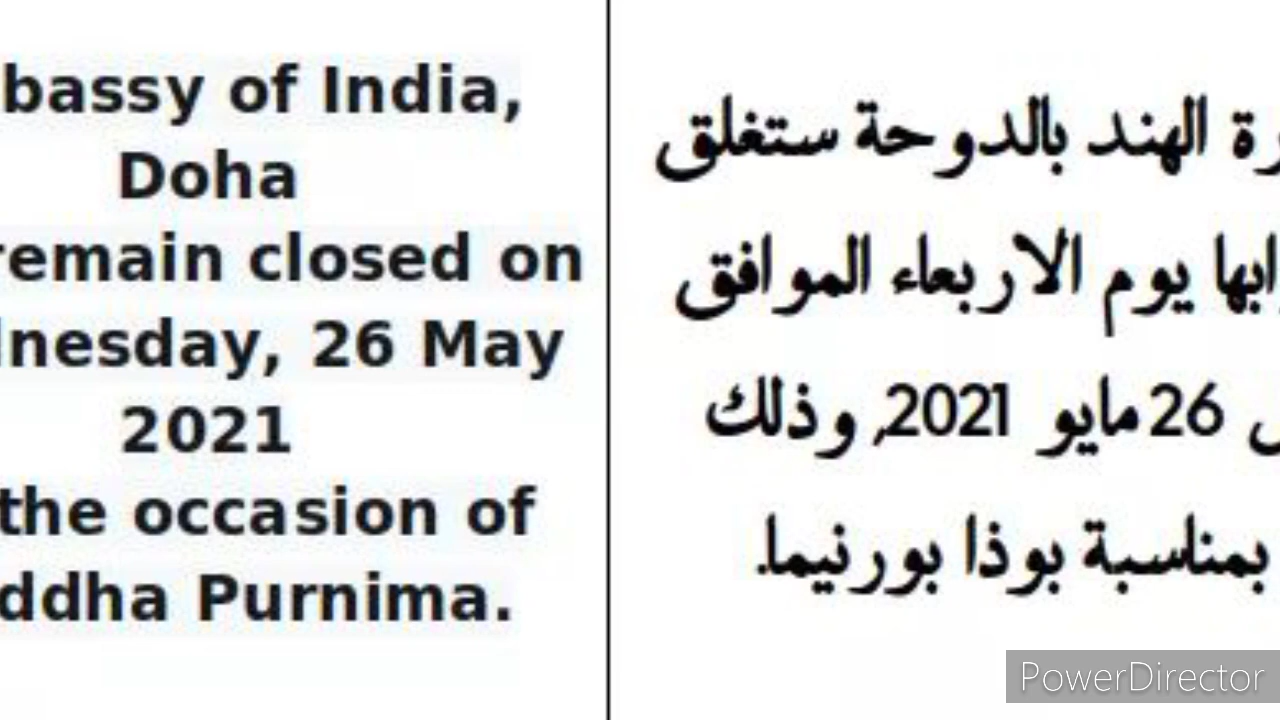 bassy of India,
Doha
remain closed on
nesday, 26 May
2021
the occasion of
ddha Purnima.
رة الهند بالدوحة ستغلق
ابها يوم الاربعاء الموافق
26 مايو 2021, وذلك
بمناسبة بوذا بورنيما.
PowerDirector